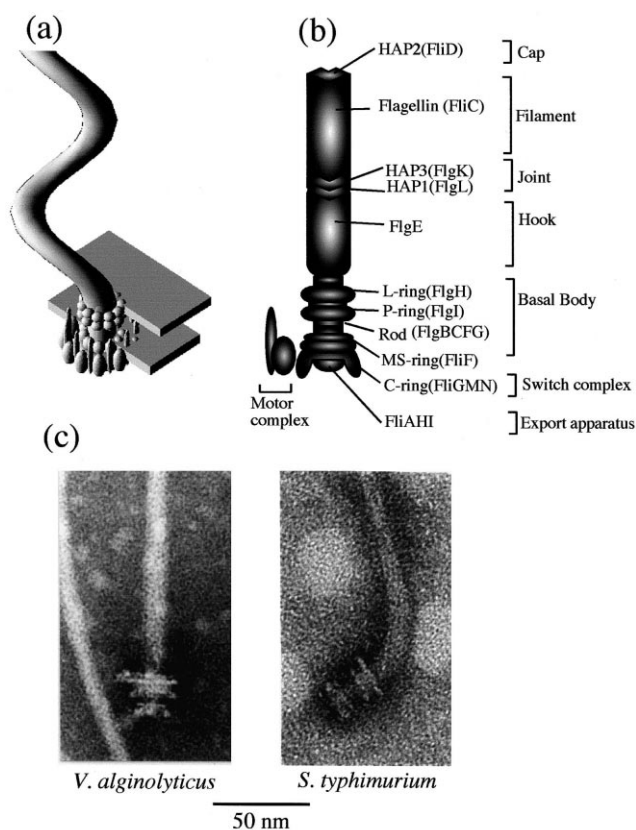 (a)
(b)
HAP2(FliD)
Cap
Flagellin (FliC)
Filament
HAP3(FlgK)
HAP1(FlgL)
Joint
FlgE
Hook
L-ring(FlgH)
P-ring(FlgI)
Rod (FlgBCFG)
Basal Body
MS-ring(FliF)
C-ring(FliGMN)
Switch complex
Motor
complex
FliAHI
Export apparatus
(c)
V. alginolyticus
S. typhimurium
50 nm